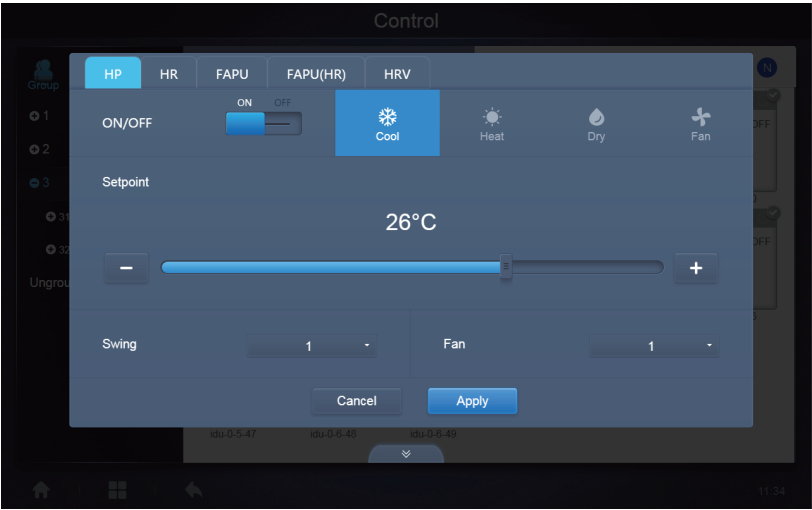 Control
HP HR FAPU FAPU(HR) HRV
N
Group
ON OFF
ON/OFF
Cool Heat Dry Fan
1
OFF
2
3
Setpoint
31
26°C
32
OFF
Ungrou
Swing 1 Fan 1
Cancel Apply
idu-0-5-47 idu-0-6-48 idu-0-6-49
11:34